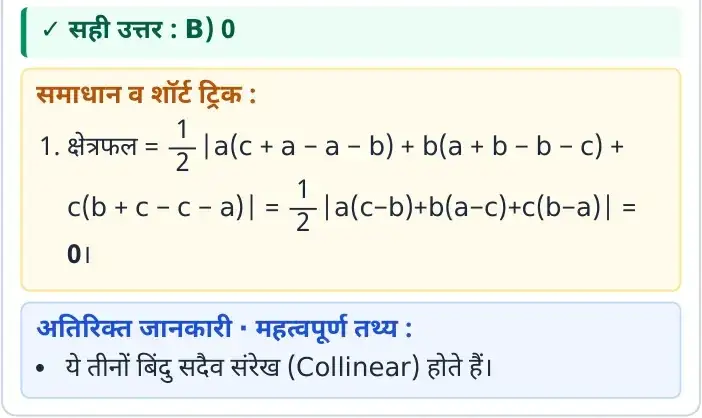 ✓ सही उत्तर : B) 0
समाधान व शॉर्ट ट्रिक :
1. क्षेत्रफल = 1/2 |a(c + a − a − b) + b(a + b − b − c) +
c(b + c − c − a)| = 1/2 |a(c−b)+b(a−c)+c(b−a)| =
0।
अतिरिक्त जानकारी · महत्वपूर्ण तथ्य :
• ये तीनों बिंदु सदैव संरेख (Collinear) होते हैं।